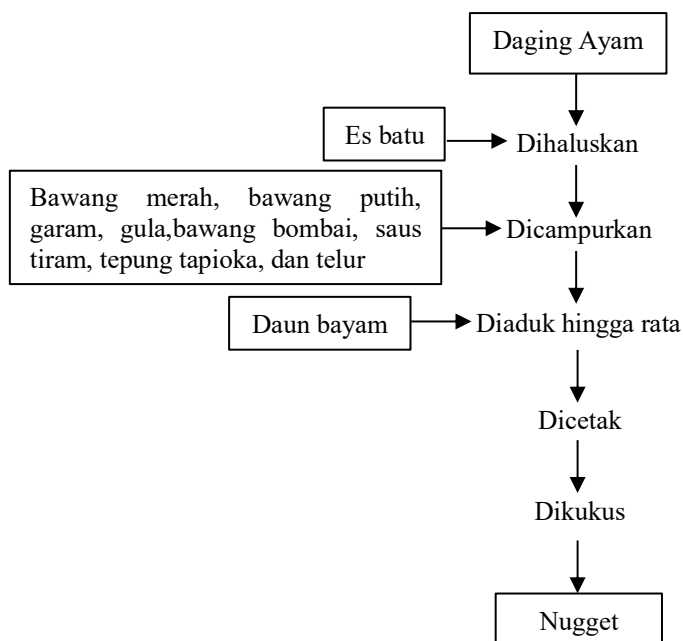 Daging Ayam
Es batu
Dihaluskan
Bawang merah, bawang putih,
garam, gula,bawang bombai, saus
tiram, tepung tapioka, dan telur
Dicampurkan
Daun bayam
Diaduk hingga rata
Dicetak
Dikukus
Nugget